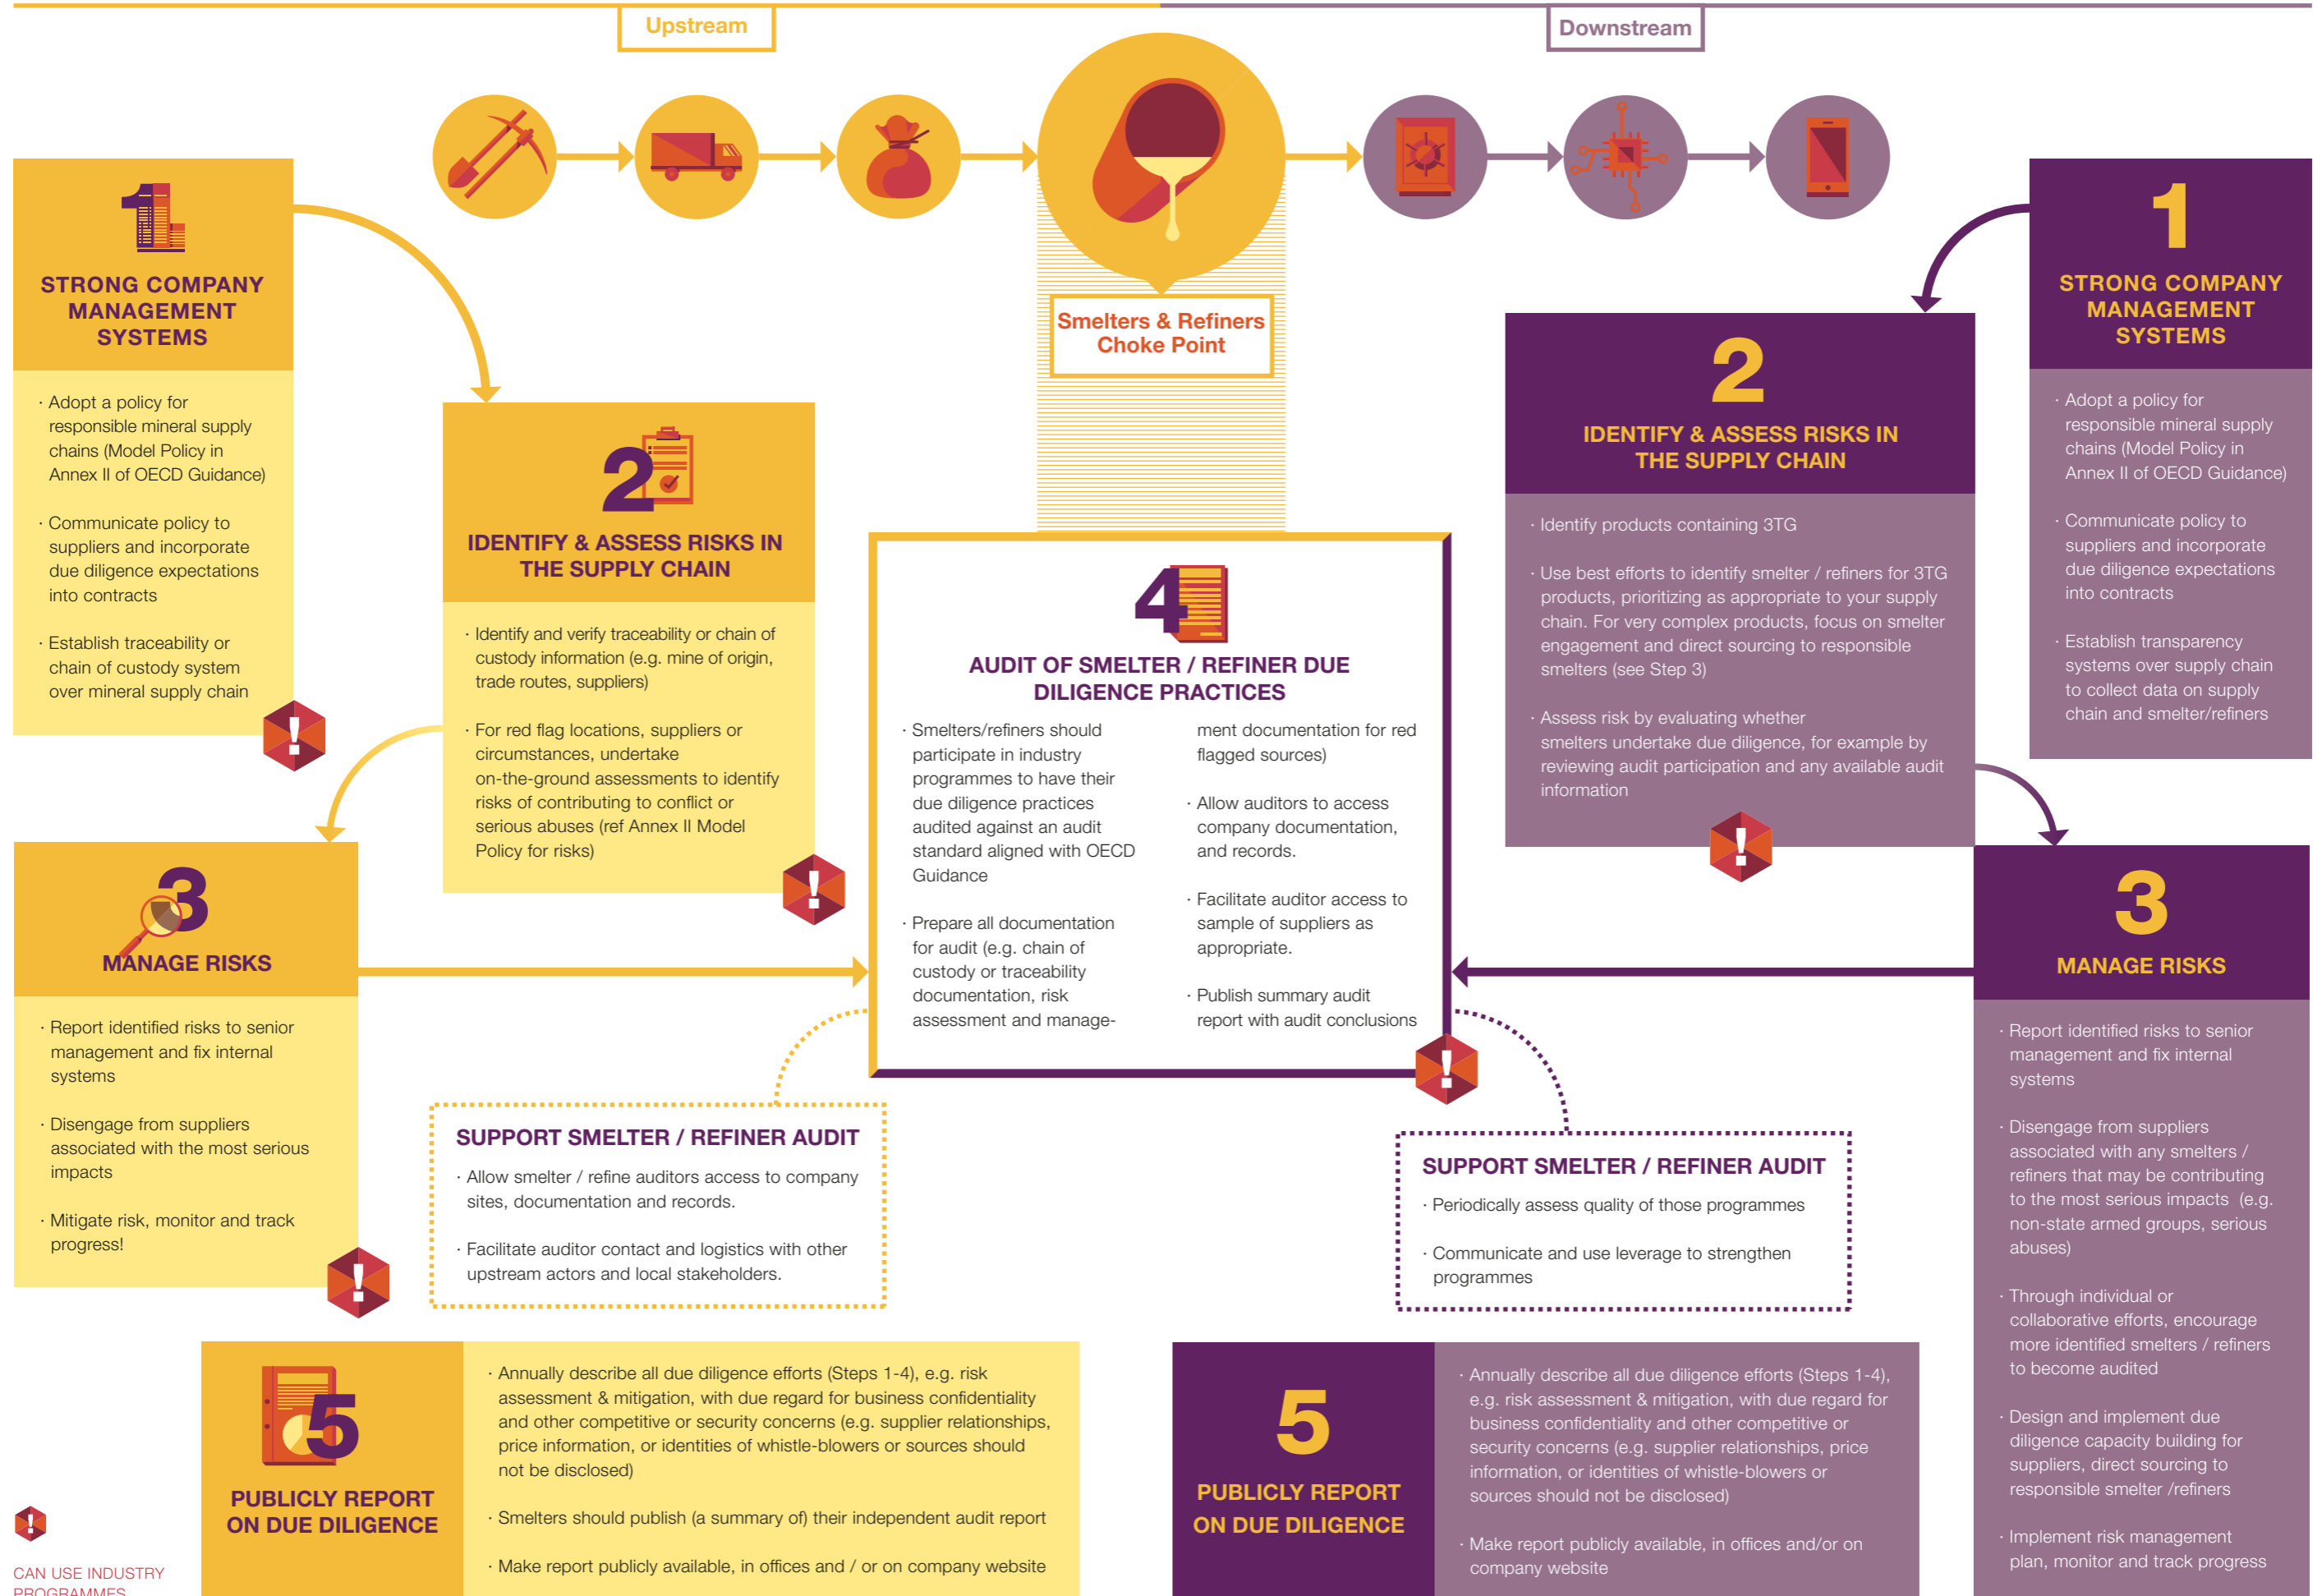 Upstream
Downstream
Smelters & Refiners
Choke Point
1
STRONG COMPANY
MANAGEMENT
SYSTEMS
· Adopt a policy for
responsible mineral supply
chains (Model Policy in
Annex II of OECD Guidance)
· Communicate policy to
suppliers and incorporate
due diligence expectations
into contracts
· Establish traceability or
chain of custody system
over mineral supply chain
2
IDENTIFY & ASSESS RISKS IN
THE SUPPLY CHAIN
· Identify and verify traceability or chain of
custody information (e.g. mine of origin,
trade routes, suppliers)
· For red flag locations, suppliers or
circumstances, undertake
on-the-ground assessments to identify
risks of contributing to conflict or
serious abuses (ref Annex II Model
Policy for risks)
3
MANAGE RISKS
· Report identified risks to senior
management and fix internal
systems
· Disengage from suppliers
associated with the most serious
impacts
· Mitigate risk, monitor and track
progress!
4
AUDIT OF SMELTER / REFINER DUE
DILIGENCE PRACTICES
· Smelters/refiners should
participate in industry
programmes to have their
due diligence practices
audited against an audit
standard aligned with OECD
Guidance
· Prepare all documentation
for audit (e.g. chain of
custody or traceability
documentation, risk
assessment and manage-
ment documentation for red
flagged sources)
· Allow auditors to access
company documentation,
and records.
· Facilitate auditor access to
sample of suppliers as
appropriate.
· Publish summary audit
report with audit conclusions
SUPPORT SMELTER / REFINER AUDIT
· Allow smelter / refine auditors access to company
sites, documentation and records.
· Facilitate auditor contact and logistics with other
upstream actors and local stakeholders.
5
PUBLICLY REPORT
ON DUE DILIGENCE
· Annually describe all due diligence efforts (Steps 1-4), e.g. risk
assessment & mitigation, with due regard for business confidentiality
and other competitive or security concerns (e.g. supplier relationships,
price information, or identities of whistle-blowers or sources should
not be disclosed)
· Smelters should publish (a summary of) their independent audit report
· Make report publicly available, in offices and / or on company website
1
STRONG COMPANY
MANAGEMENT
SYSTEMS
· Adopt a policy for
responsible mineral supply
chains (Model Policy in
Annex II of OECD Guidance)
· Communicate policy to
suppliers and incorporate
due diligence expectations
into contracts
· Establish transparency
systems over supply chain
to collect data on supply
chain and smelter/refiners
2
IDENTIFY & ASSESS RISKS IN
THE SUPPLY CHAIN
· Identify products containing 3TG
· Use best efforts to identify smelter / refiners for 3TG
products, prioritizing as appropriate to your supply
chain. For very complex products, focus on smelter
engagement and direct sourcing to responsible
smelters (see Step 3)
· Assess risk by evaluating whether
smelters undertake due diligence, for example by
reviewing audit participation and any available audit
information
3
MANAGE RISKS
· Report identified risks to senior
management and fix internal
systems
· Disengage from suppliers
associated with any smelters /
refiners that may be contributing
to the most serious impacts (e.g.
non-state armed groups, serious
abuses)
· Through individual or
collaborative efforts, encourage
more identified smelters / refiners
to become audited
· Design and implement due
diligence capacity building for
suppliers, direct sourcing to
responsible smelter /refiners
· Implement risk management
plan, monitor and track progress
SUPPORT SMELTER / REFINER AUDIT
· Periodically assess quality of those programmes
· Communicate and use leverage to strengthen
programmes
5
PUBLICLY REPORT
ON DUE DILIGENCE
· Annually describe all due diligence efforts (Steps 1-4),
e.g. risk assessment & mitigation, with due regard for
business confidentiality and other competitive or
security concerns (e.g. supplier relationships, price
information, or identities of whistle-blowers or
sources should not be disclosed)
· Make report publicly available, in offices and/or on
company website
CAN USE INDUSTRY
PROGRAMMES